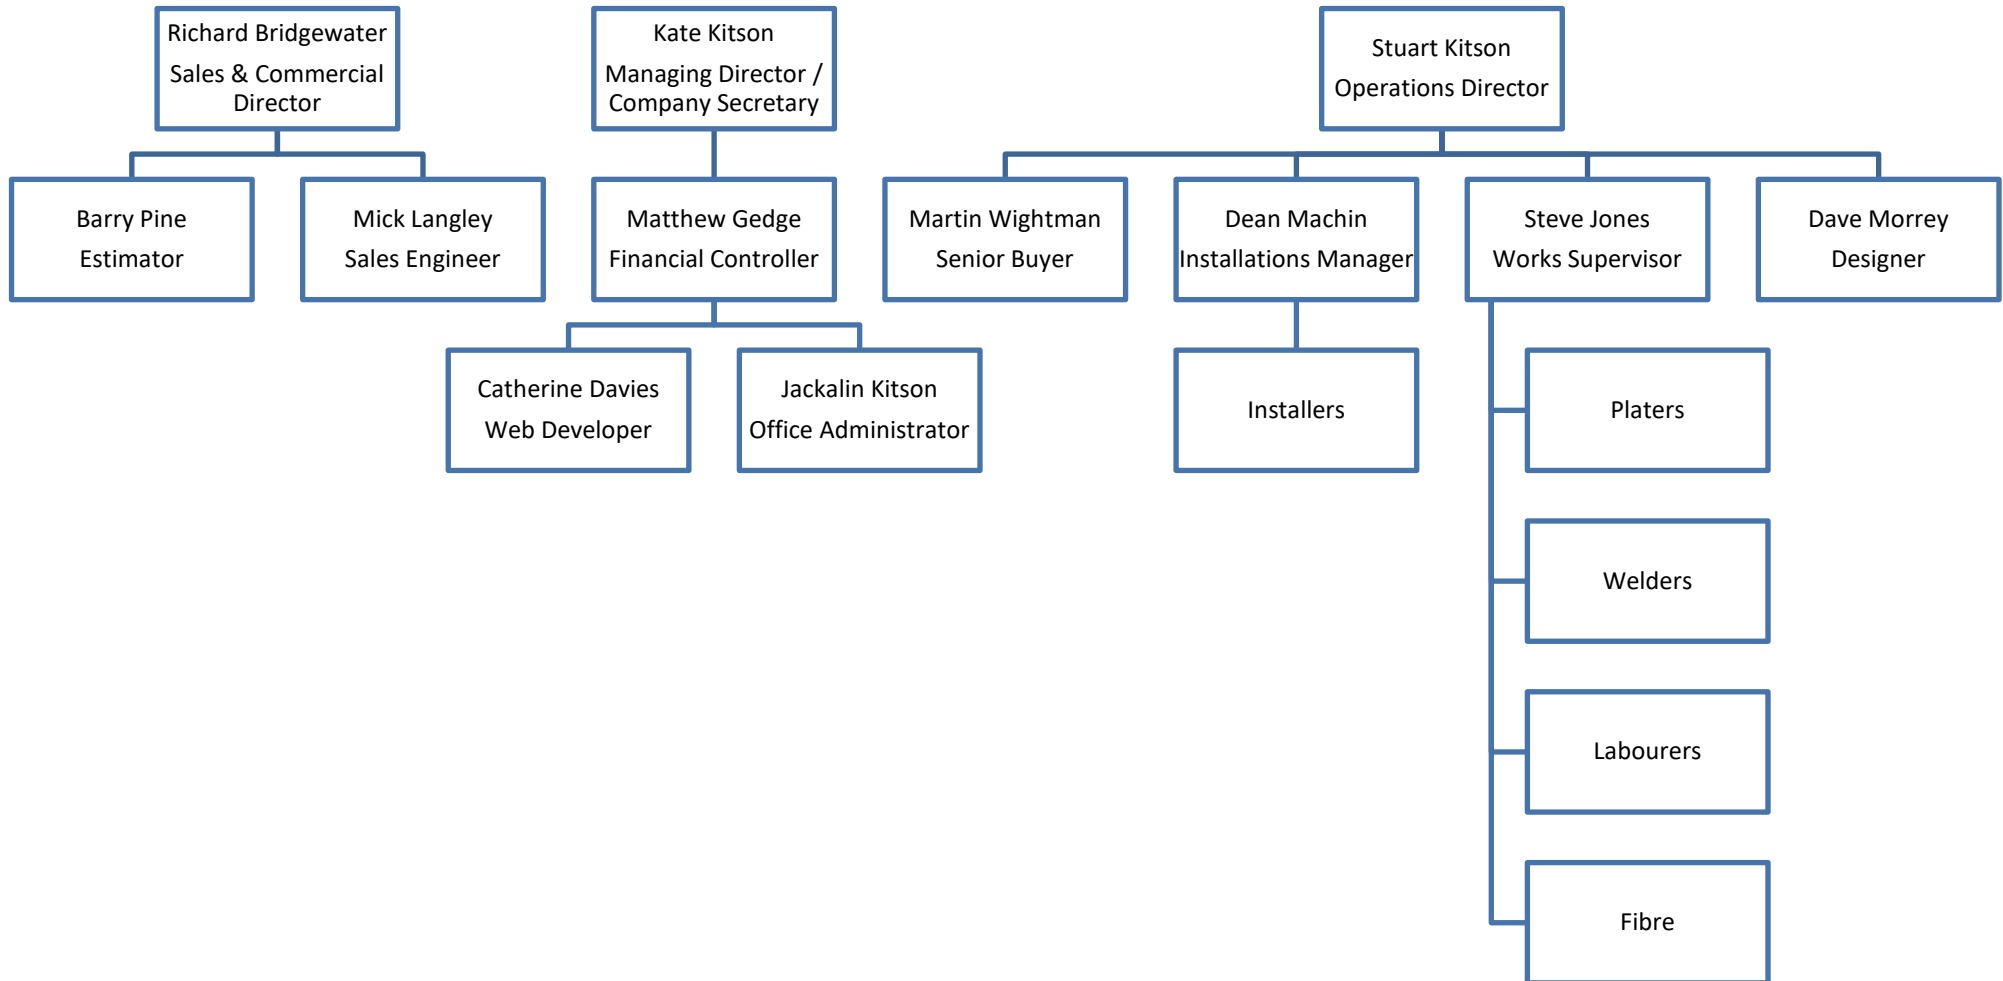 Richard Bridgewater
Sales & Commercial
Director
Kate Kitson
Managing Director /
Company Secretary
Stuart Kitson
Operations Director
Barry Pine
Estimator
Mick Langley
Sales Engineer
Matthew Gedge
Financial Controller
Martin Wightman
Senior Buyer
Dean Machin
Installations Manager
Steve Jones
Works Supervisor
Dave Morrey
Designer
Catherine Davies
Web Developer
Jackalin Kitson
Office Administrator
Installers
Platers
Welders
Labourers
Fibre